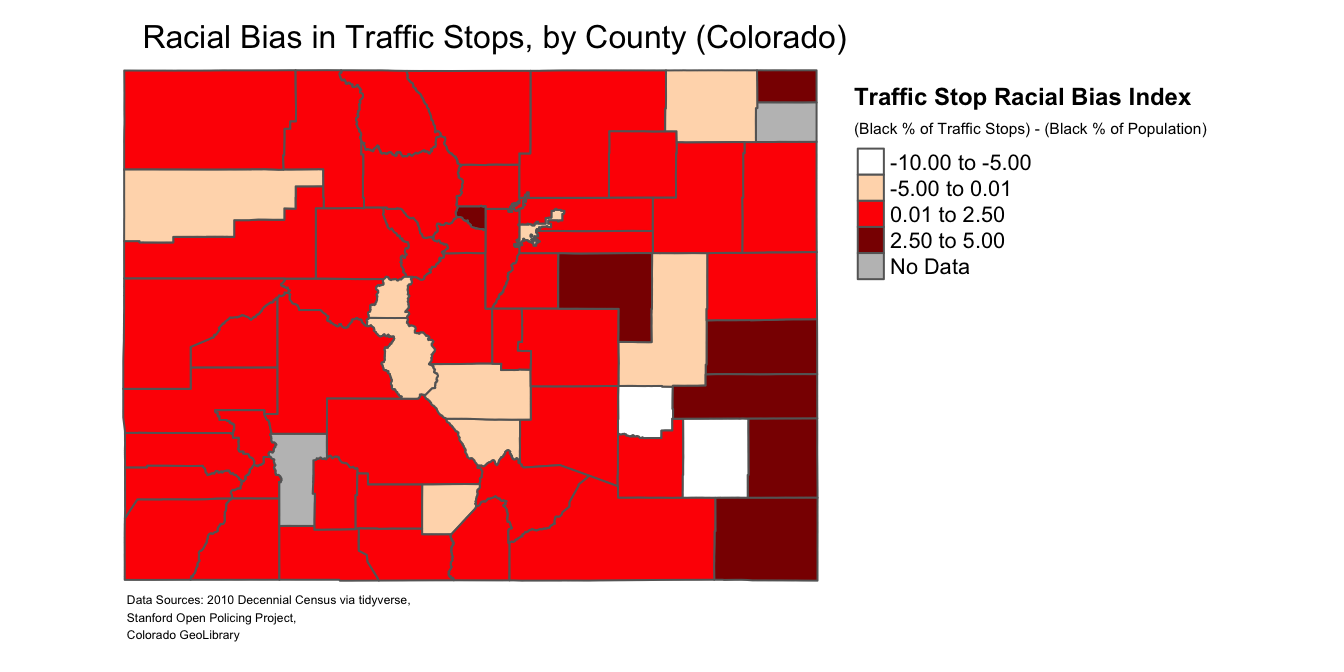 Racial Bias in Traffic Stops, by County (Colorado)
Traffic Stop Racial Bias Index
(Black % of Traffic Stops) - (Black % of Population)
-10.00 to -5.00
-5.00 to 0.01
0.01 to 2.50
2.50 to 5.00
No Data
Data Sources: 2010 Decennial Census via tidyverse,
Stanford Open Policing Project,
Colorado GeoLibrary